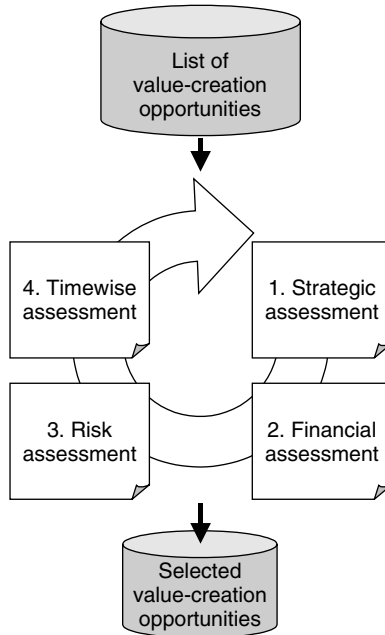 List of
value-creation
opportunities
4. Timewise
assessment
1. Strategic
assessment
3. Risk
assessment
2. Financial
assessment
Selected
value-creation
opportunities